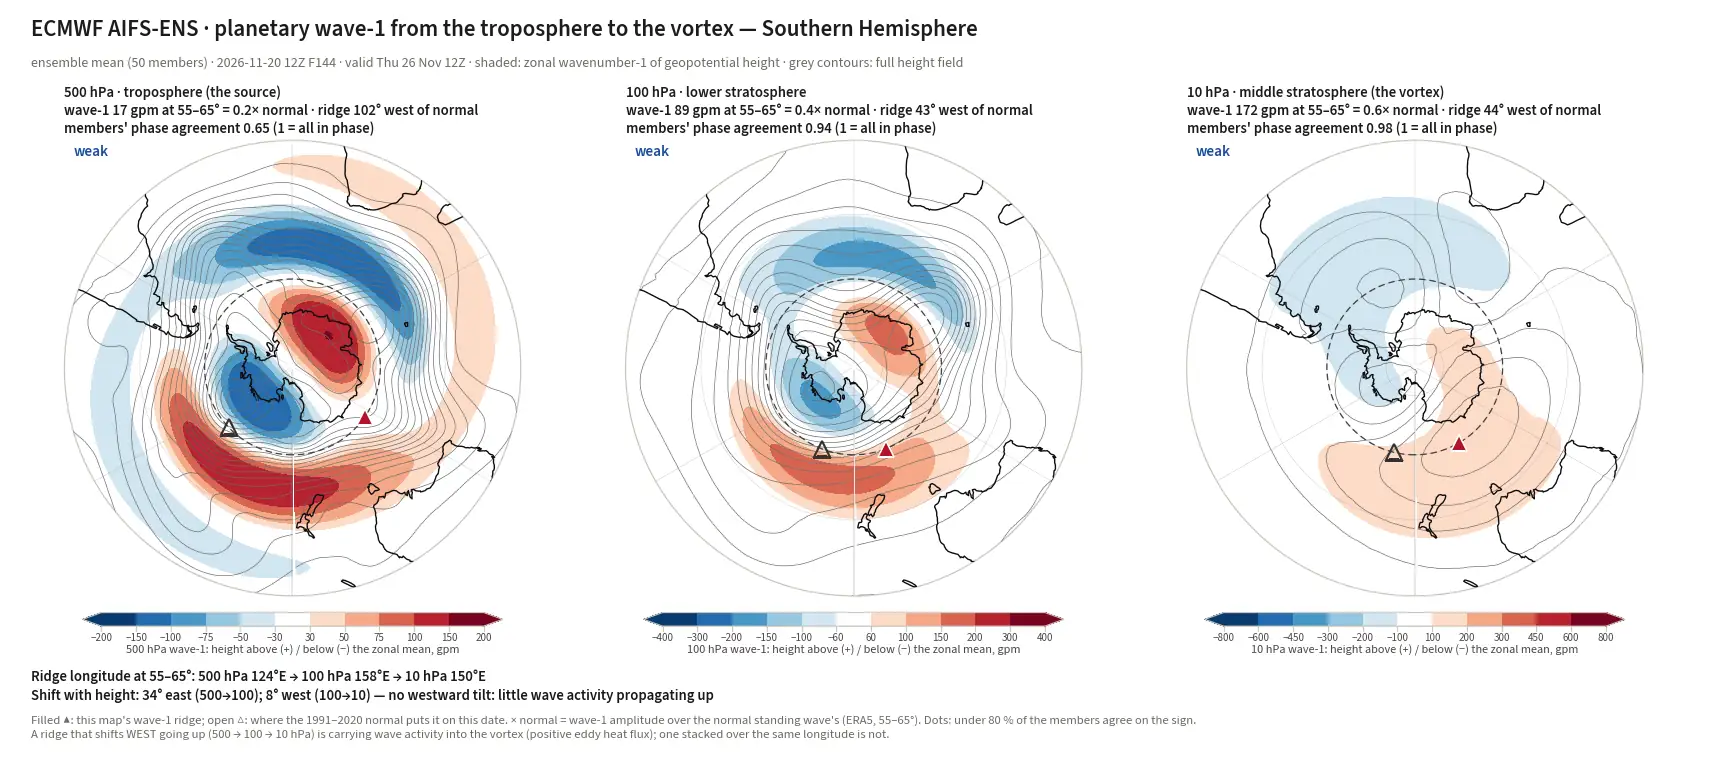 ECMWF AIFS-ENS · planetary wave-1 from the troposphere to the vortex — Southern Hemisphere
ensemble mean (50 members) · 2026-11-20 12Z F144 · valid Thu 26 Nov 12Z · shaded: zonal wavenumber-1 of geopotential height · grey contours: full height field
500 hPa · troposphere (the source)
wave-1 17 gpm at 55–65° = 0.2× normal · ridge 102° west of normal
members' phase agreement 0.65 (1 = all in phase)
weak
100 hPa · lower stratosphere
wave-1 89 gpm at 55–65° = 0.4× normal · ridge 43° west of normal
members' phase agreement 0.94 (1 = all in phase)
weak
10 hPa · middle stratosphere (the vortex)
wave-1 172 gpm at 55–65° = 0.6× normal · ridge 44° west of normal
members' phase agreement 0.98 (1 = all in phase)
weak
−200 −150 −100 −75 −50 −30 30 50 75 100 150 200
500 hPa wave-1: height above (+) / below (−) the zonal mean, gpm
−400 −300 −200 −150 −100 −60 60 100 150 200 300 400
100 hPa wave-1: height above (+) / below (−) the zonal mean, gpm
−800 −600 −450 −300 −200 −100 100 200 300 450 600 800
10 hPa wave-1: height above (+) / below (−) the zonal mean, gpm
Ridge longitude at 55–65°: 500 hPa 124°E → 100 hPa 158°E → 10 hPa 150°E
Shift with height: 34° east (500→100); 8° west (100→10) — no westward tilt: little wave activity propagating up
Filled ▲: this map's wave-1 ridge; open △: where the 1991–2020 normal puts it on this date. × normal = wave-1 amplitude over the normal standing wave's (ERA5, 55–65°). Dots: under 80 % of the members agree on the sign.
A ridge that shifts WEST going up (500 → 100 → 10 hPa) is carrying wave activity into the vortex (positive eddy heat flux); one stacked over the same longitude is not.